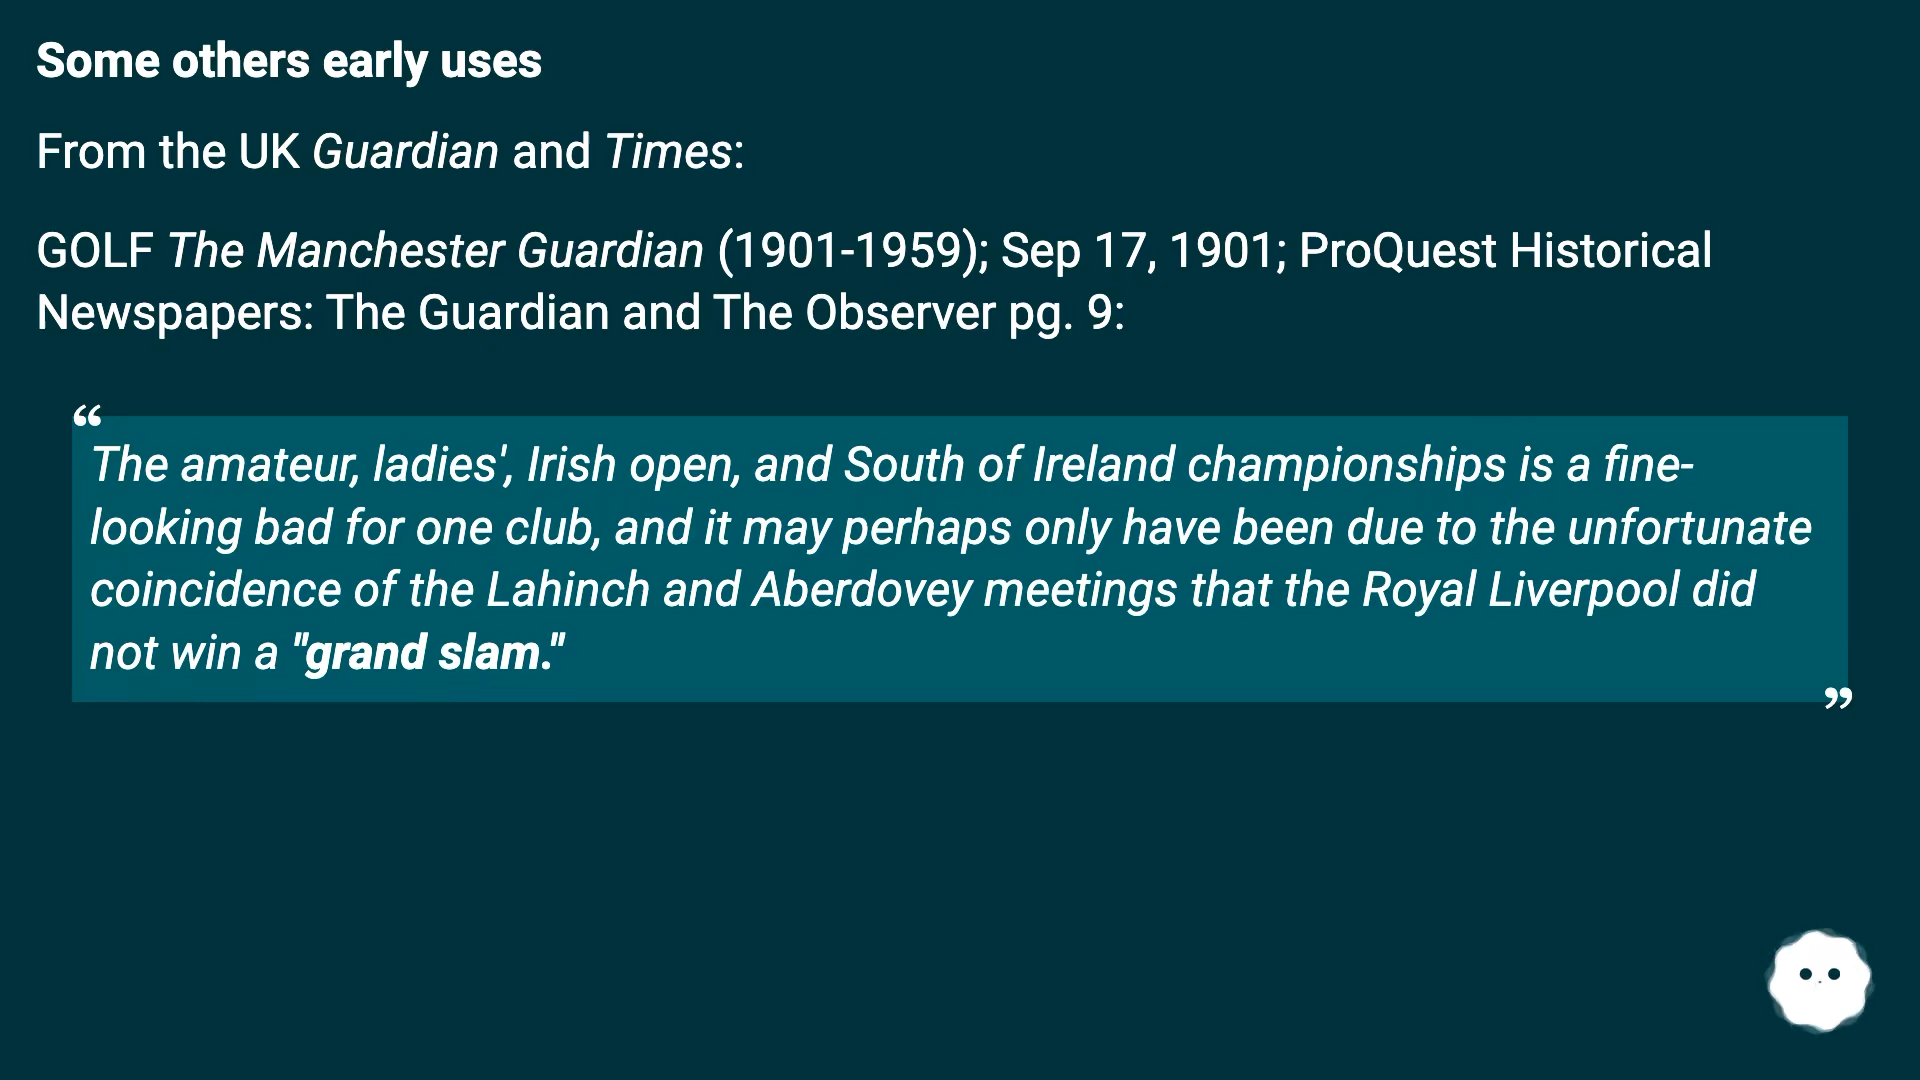 Some others early uses
From the UK Guardian and Times:
GOLF The Manchester Guardian (1901-1959); Sep 17, 1901; ProQuest Historical
Newspapers: The Guardian and The Observer pg. 9:
“
The amateur, ladies', Irish open, and South of Ireland championships is a fine-
looking bad for one club, and it may perhaps only have been due to the unfortunate
coincidence of the Lahinch and Aberdovey meetings that the Royal Liverpool did
not win a "grand slam."
”